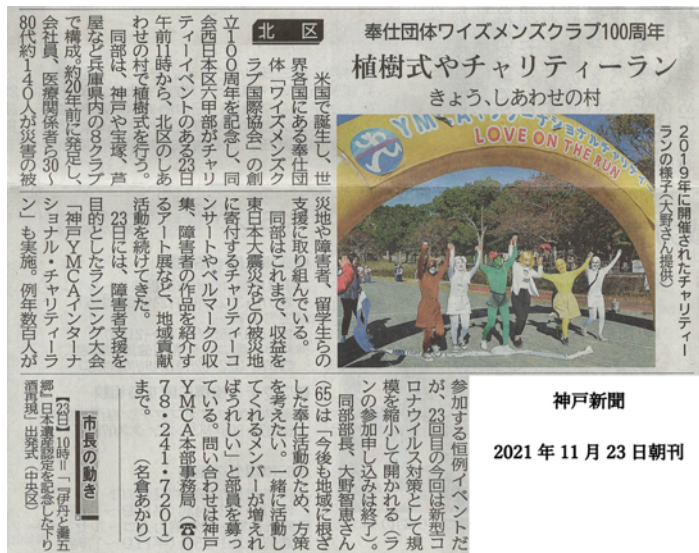 奉仕団体ワイズメンズクラブ100周年
植樹式やチャリティーラン
きょう、しあわせの村
北区
米国で誕生し、世
界各国にある奉仕団
体「ワイズメンズク
ラブ国際協会」の創
立100周年を記念し、同
会西日本区六甲部がチャリ
ティーイベントのある23日
午前11時から、北区のしあ
わせの村で植樹式を行う。
同部は、神戸や宝塚、芦
屋など兵庫県内の8クラブ
で構成。約20年前に発足し、
会社員、医療関係者ら30〜
80代約140人が災害の被
災地や障害者、留学生らの
支援に取り組んでいる。
同部はこれまで、収益を
東日本大震災などの被災地
に寄付するチャリティーコ
ンサートやベルマークの収
集、障害者の作品を紹介す
るアート展など、地域貢献
活動を続けてきた。
23日には、障害者支援を
目的としたランニング大会
「神戸YMCAインターナ
ショナル・チャリティーラ
ン」も実施。例年数百人が
参加する恒例イベントだ
が、23回目の今回は新型コ
ロナウイルス対策として規
模を縮小して開かれる（ラ
ンの参加申し込みは終了）。
同部部長、大野智恵さん
(65)は「今後も地域に根ざ
した奉仕活動のため、方策
を考えたい。一緒に活動し
てくれるメンバーが増えれ
ばうれしい」と部員を募っ
ている。問い合わせは神戸
YMCA本部事務局（☎0
78・241・7201）
まで。（名倉あかり）
YMCAインターナショナルチャリティー
LOVE ON THE RUN
2019年に開催されたチャリティー
ランの様子（大野さん提供）
市長の動き
【23日】10時＝「『伊丹と灘五
郷』日本遺産認定を記念した下り
酒再現」出発式（中央区）
神戸新聞
2021年11月23日朝刊